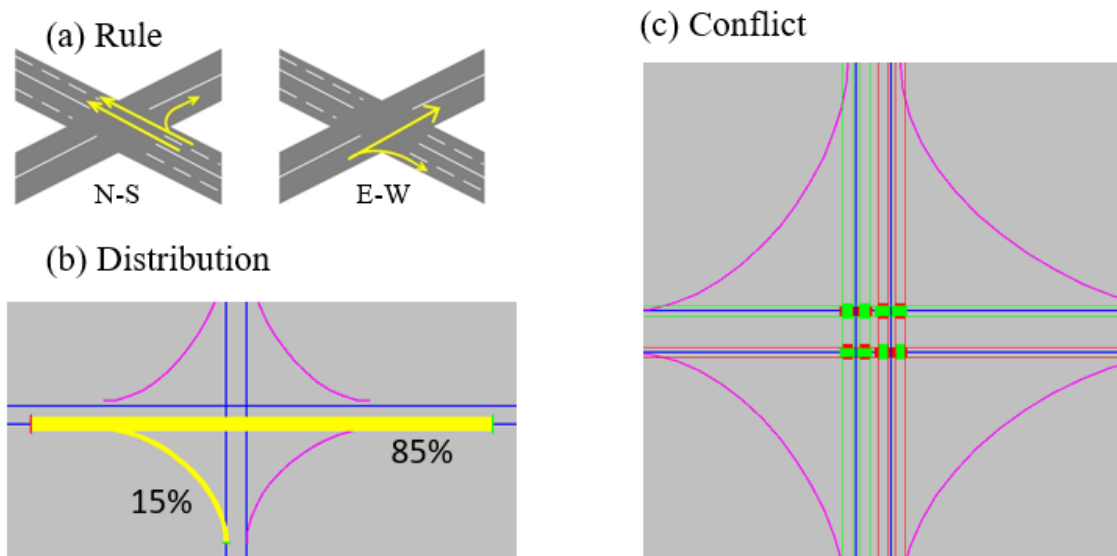 (a) Rule
N-S
E-W
(b) Distribution
85%
15%
(c) Conflict